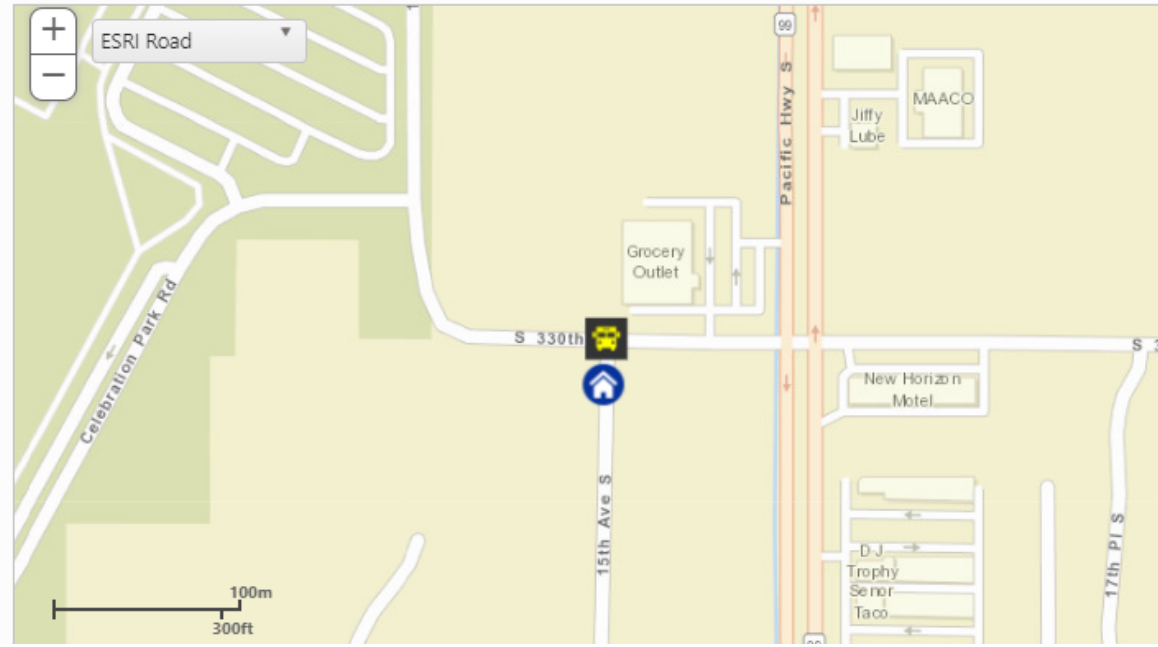 +
ESRI Road
−
99
Pacific Hwy S
MAACO
Jiffy
Lube
Grocery
Outlet
S 330th
S 3
New Horizon
Motel
Celebration Park Rd
15th Ave S
17th Pl S
D J
Trophy
Senor
Taco
100m
300ft